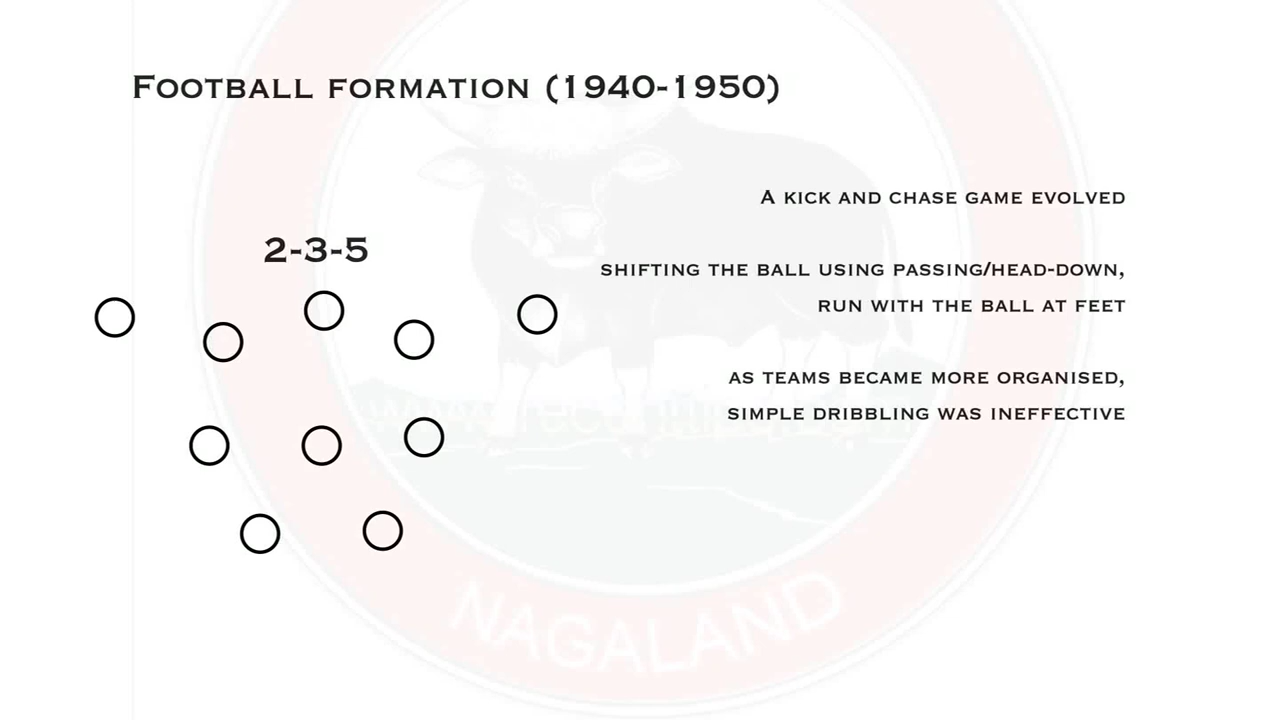 FOOTBALL FORMATION (1940-1950)
A KICK AND CHASE GAME EVOLVED
2-3-5
SHIFTING THE BALL USING PASSING/HEAD-DOWN,
RUN WITH THE BALL AT FEET
AS TEAMS BECAME MORE ORGANISED,
SIMPLE DRIBBLING WAS INEFFECTIVE
NAGALAND